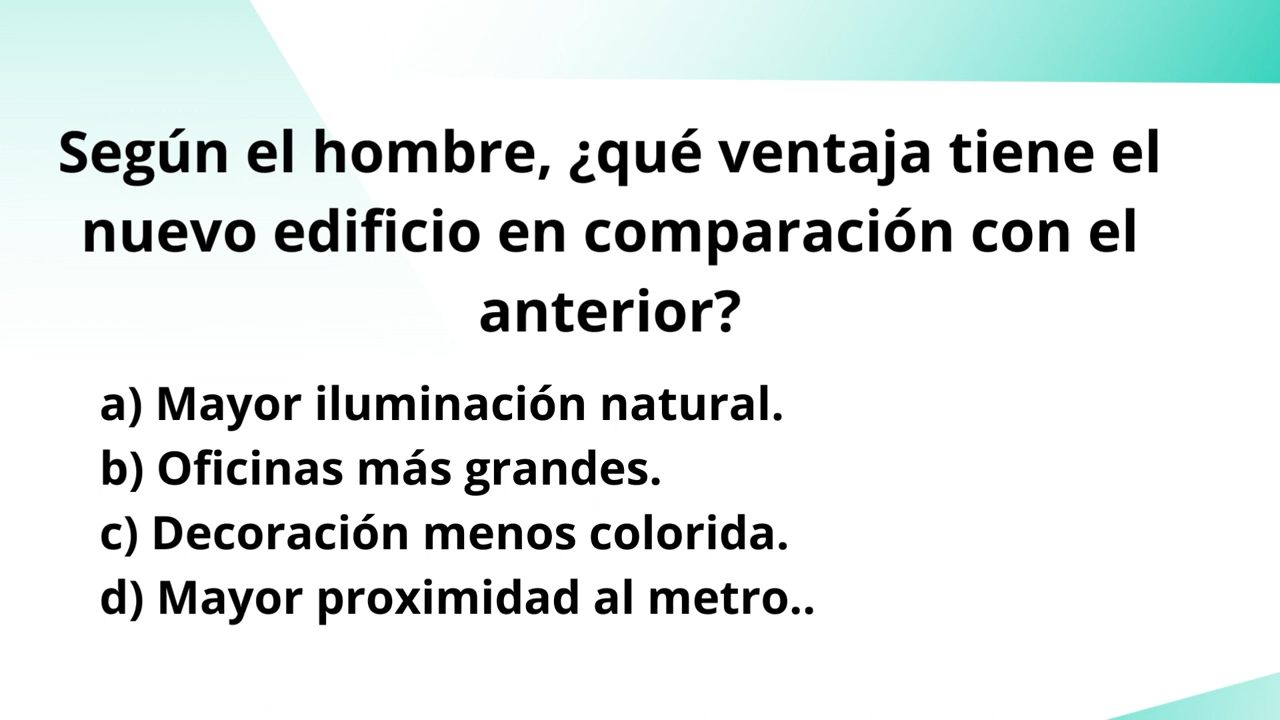 Según el hombre, ¿qué ventaja tiene el
nuevo edificio en comparación con el
anterior?
a) Mayor iluminación natural.
b) Oficinas más grandes.
c) Decoración menos colorida.
d) Mayor proximidad al metro..